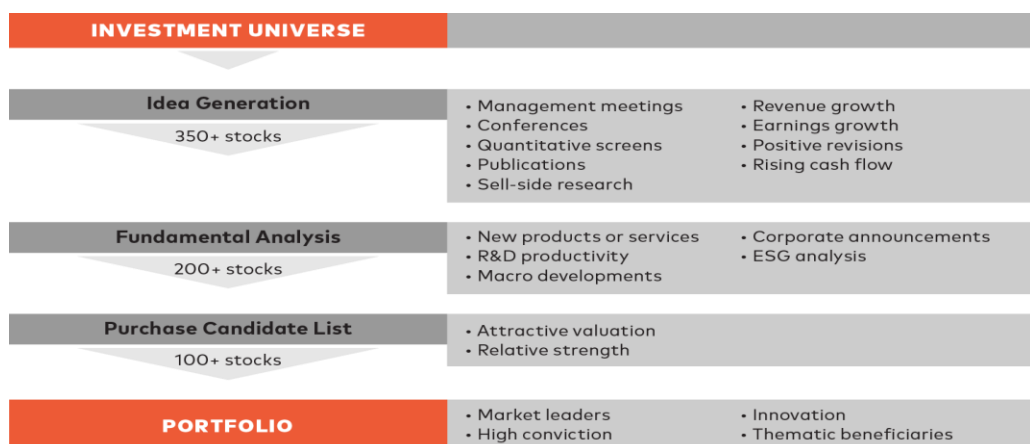 INVESTMENT UNIVERSE
Idea Generation
350+ stocks
• Management meetings
• Conferences
• Quantitative screens
• Publications
• Sell-side research
• Revenue growth
• Earnings growth
• Positive revisions
• Rising cash flow
Fundamental Analysis
200+ stocks
• New products or services
• R&D productivity
• Macro developments
• Corporate announcements
• ESG analysis
Purchase Candidate List
100+ stocks
• Attractive valuation
• Relative strength
PORTFOLIO
• Market leaders
• High conviction
• Innovation
• Thematic beneficiaries